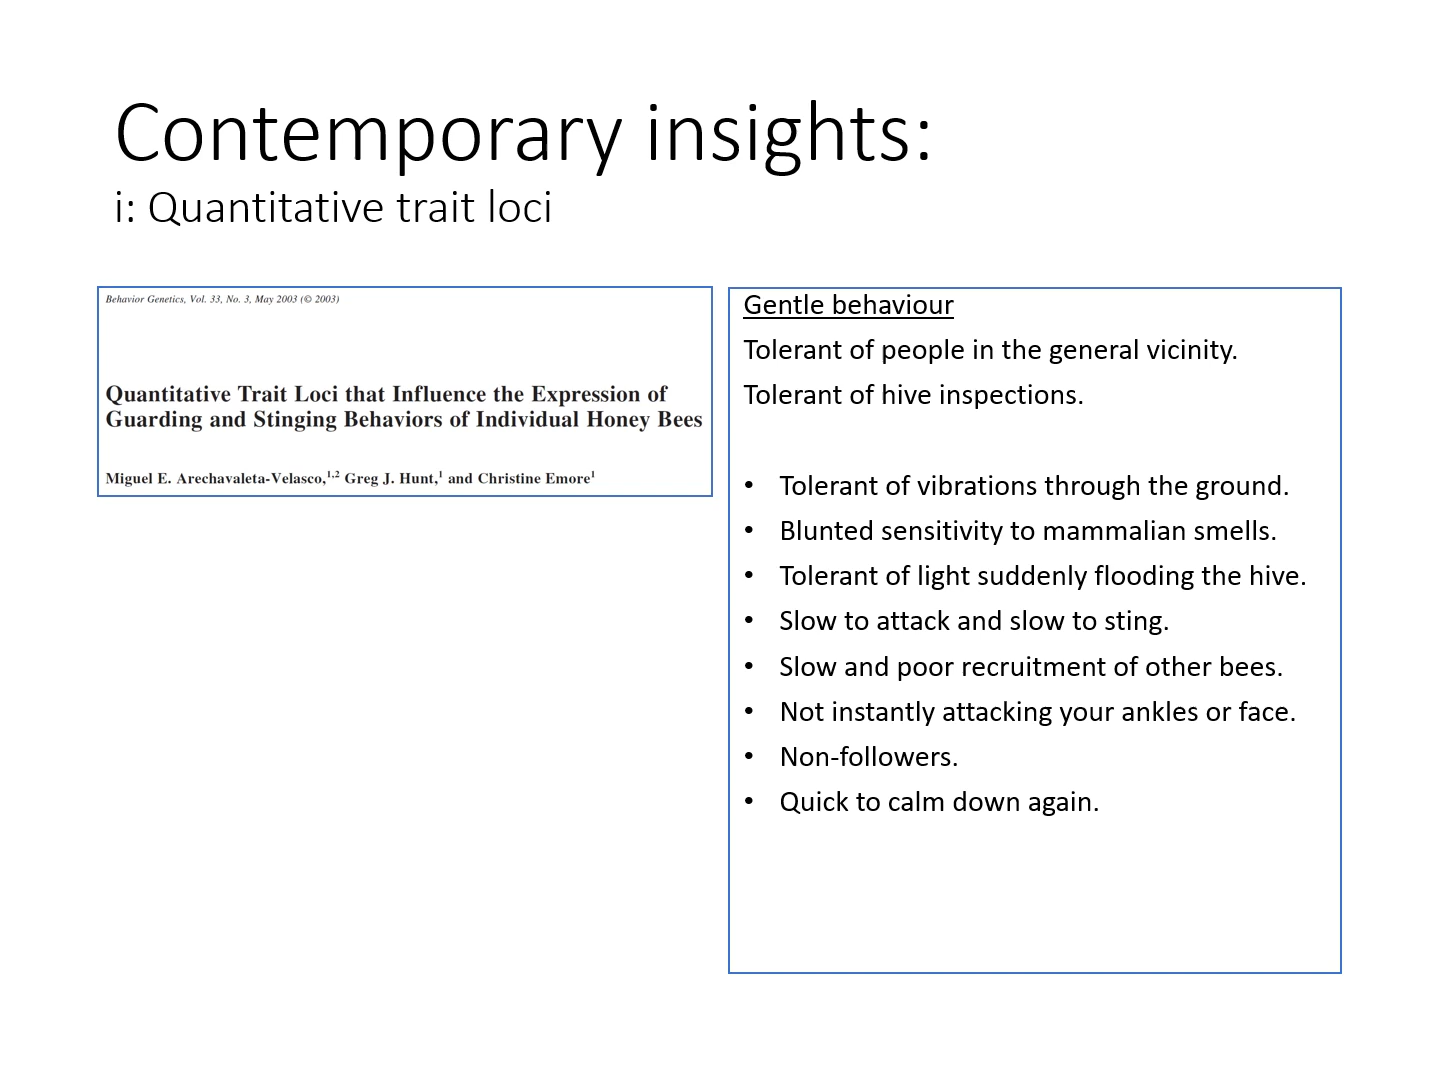 Contemporary insights:
i: Quantitative trait loci
Behavior Genetics, Vol. 33, No. 3, May 2003 (© 2003)
Quantitative Trait Loci that Influence the Expression of
Guarding and Stinging Behaviors of Individual Honey Bees
Miguel E. Arechavaleta-Velasco,1,2 Greg J. Hunt,1 and Christine Emore1
Gentle behaviour
Tolerant of people in the general vicinity.
Tolerant of hive inspections.
• Tolerant of vibrations through the ground.
• Blunted sensitivity to mammalian smells.
• Tolerant of light suddenly flooding the hive.
• Slow to attack and slow to sting.
• Slow and poor recruitment of other bees.
• Not instantly attacking your ankles or face.
• Non-followers.
• Quick to calm down again.